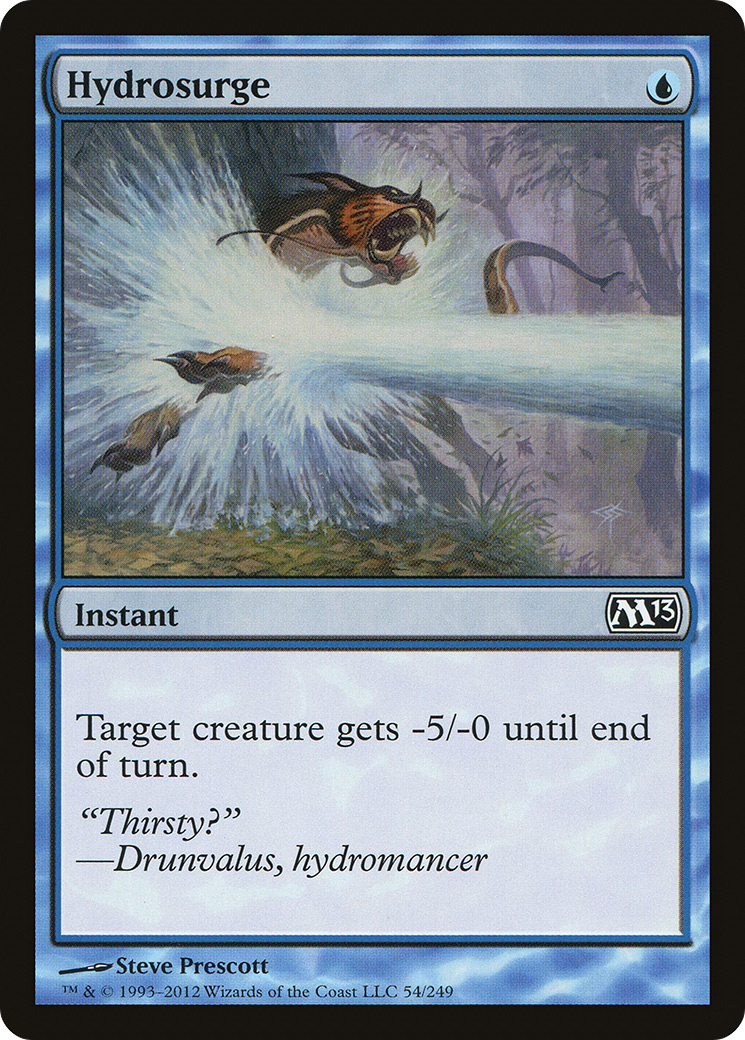 Hydrosurge
Instant
M13
Target creature gets -5/-0 until end
of turn.
“Thirsty?”
—Drunvalus, hydromancer
Steve Prescott
™ & © 1993–2012 Wizards of the Coast LLC 54/249